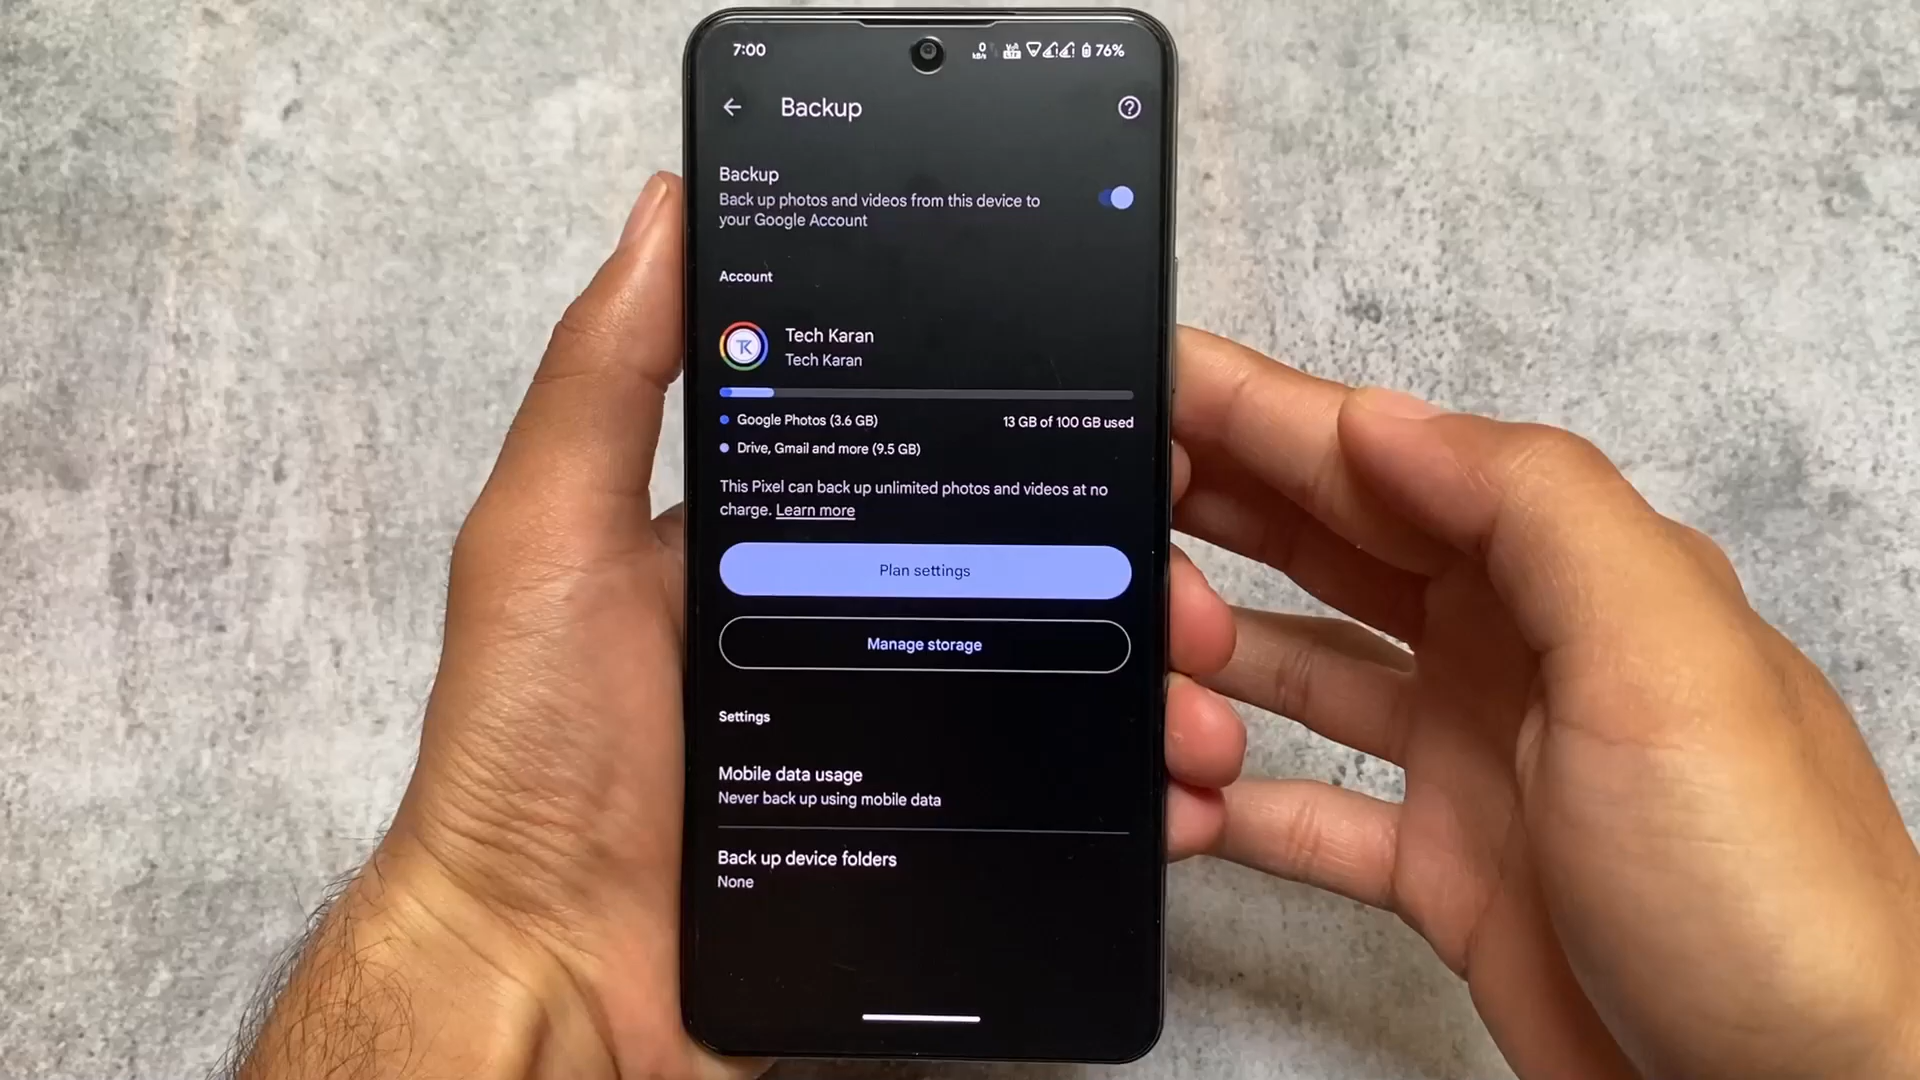 7:00
0
kB/s
76%
Backup
Backup
Back up photos and videos from this device to
your Google Account
Account
TK
Tech Karan
Tech Karan
Google Photos (3.6 GB)
13 GB of 100 GB used
Drive, Gmail and more (9.5 GB)
This Pixel can back up unlimited photos and videos at no
charge. Learn more
Plan settings
Manage storage
Settings
Mobile data usage
Never back up using mobile data
Back up device folders
None